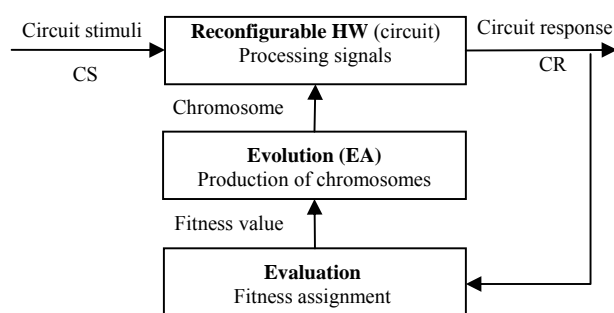 Circuit stimuli
CS
Reconfigurable HW (circuit)
Processing signals
Circuit response
CR
Chromosome
Evolution (EA)
Production of chromosomes
Fitness value
Evaluation
Fitness assignment